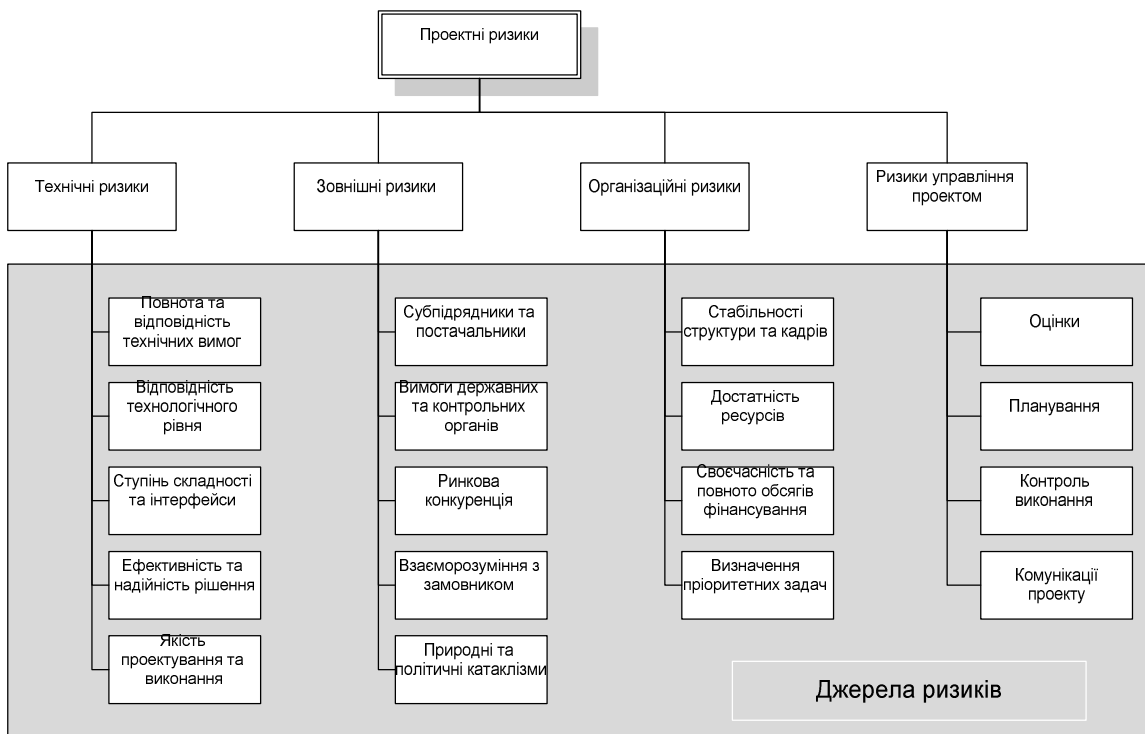 Проектні ризики
Технічні ризики
Зовнішні ризики
Організаційні ризики
Ризики управління
проектом
Повнота та
відповідність
технічних вимог
Відповідність
технологічного
рівня
Ступінь складності
та інтерфейси
Ефективність та
надійність рішення
Якість
проектування та
виконання
Субпідрядники та
постачальники
Вимоги державних
та контрольних
органів
Ринкова
конкуренція
Взаєморозуміння з
замовником
Природні та
політичні катаклізми
Стабільності
структури та кадрів
Достатність
ресурсів
Своєчасність та
повното обсягів
фінансування
Визначення
пріоритетних задач
Оцінки
Планування
Контроль
виконання
Комунікації
проекту
Джерела ризиків